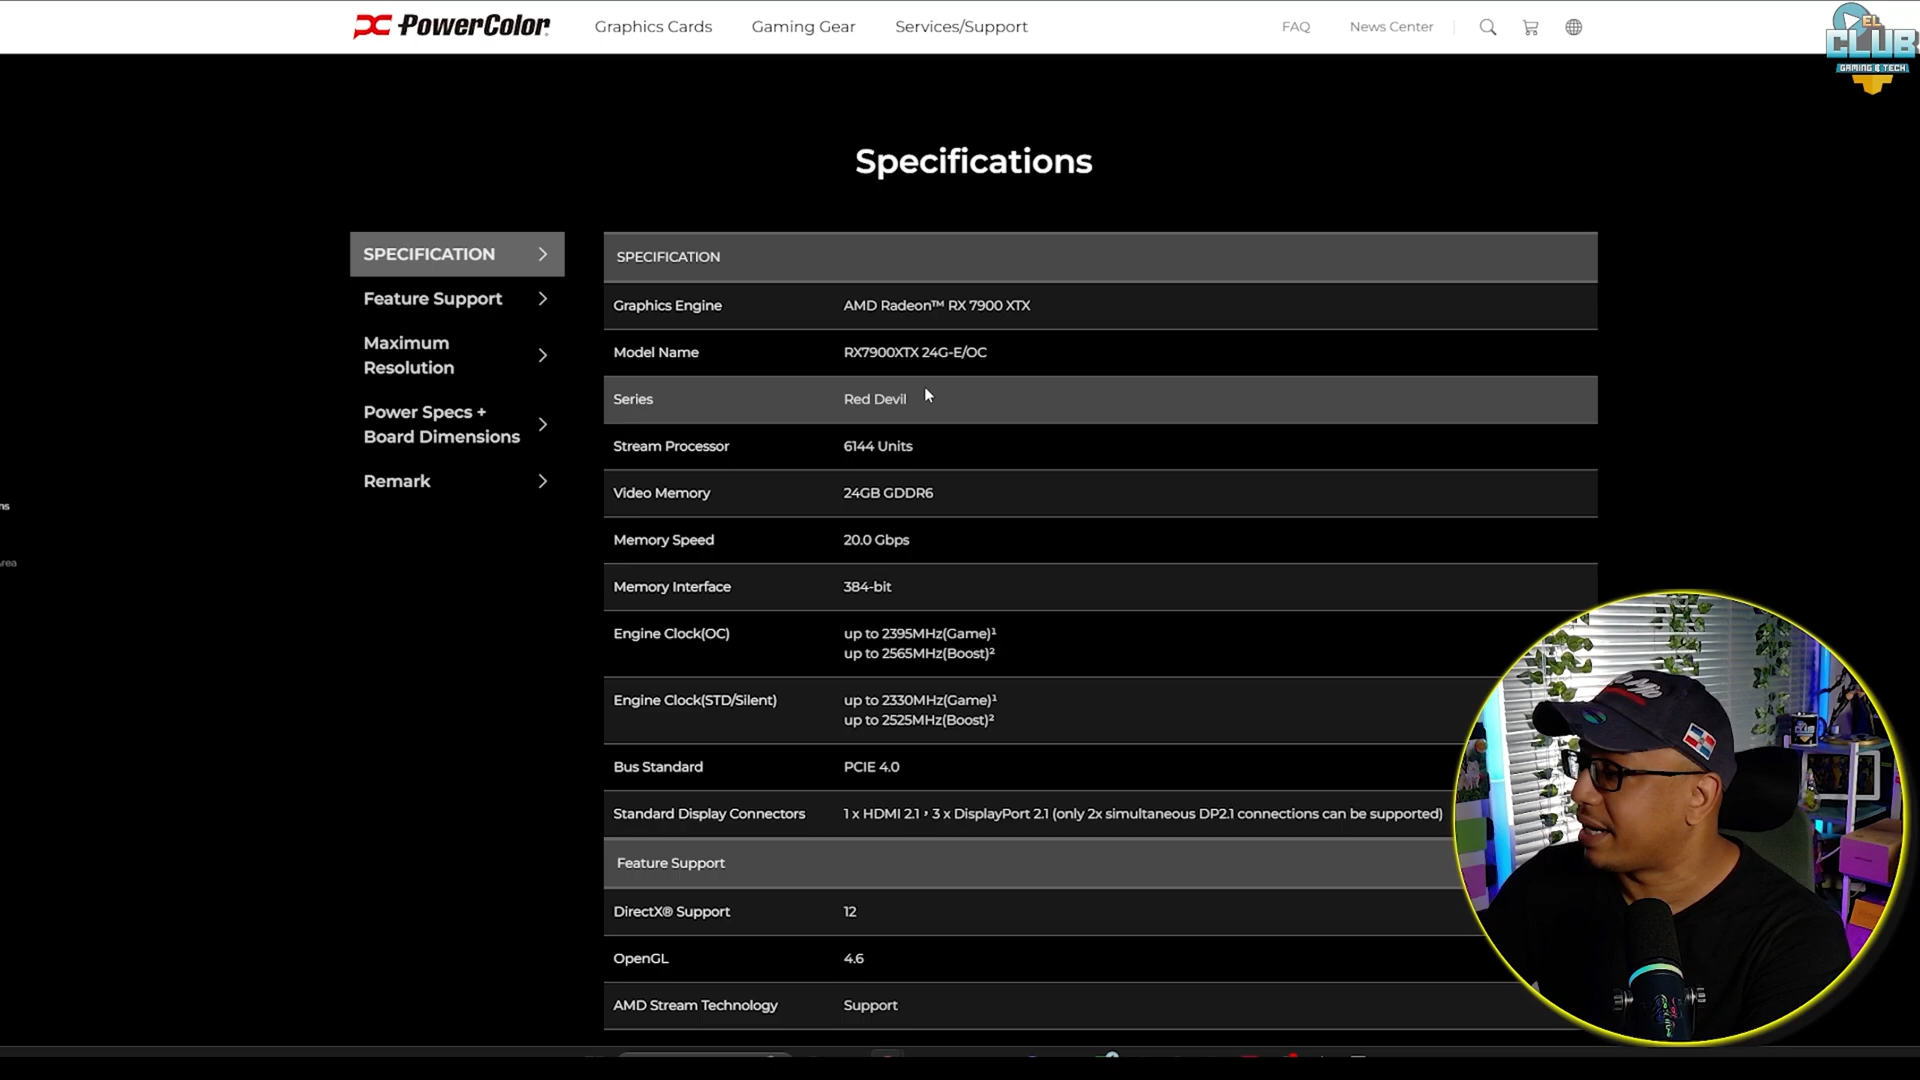 PowerColor
Graphics Cards
Gaming Gear
Services/Support
FAQ
News Center
EL
CLUB
GAMING & TECH
Specifications
SPECIFICATION
Feature Support
Maximum
Resolution
Power Specs +
Board Dimensions
Remark
SPECIFICATION
Graphics Engine AMD Radeon™ RX 7900 XTX
Model Name RX7900XTX 24G-E/OC
Series Red Devil
Stream Processor 6144 Units
Video Memory 24GB GDDR6
Memory Speed 20.0 Gbps
Memory Interface 384-bit
Engine Clock(OC) up to 2395MHz(Game)¹
up to 2565MHz(Boost)²
Engine Clock(STD/Silent) up to 2330MHz(Game)¹
up to 2525MHz(Boost)²
Bus Standard PCIE 4.0
Standard Display Connectors 1 x HDMI 2.1，3 x DisplayPort 2.1 (only 2x simultaneous DP2.1 connections can be supported)
Feature Support
DirectX® Support 12
OpenGL 4.6
AMD Stream Technology Support